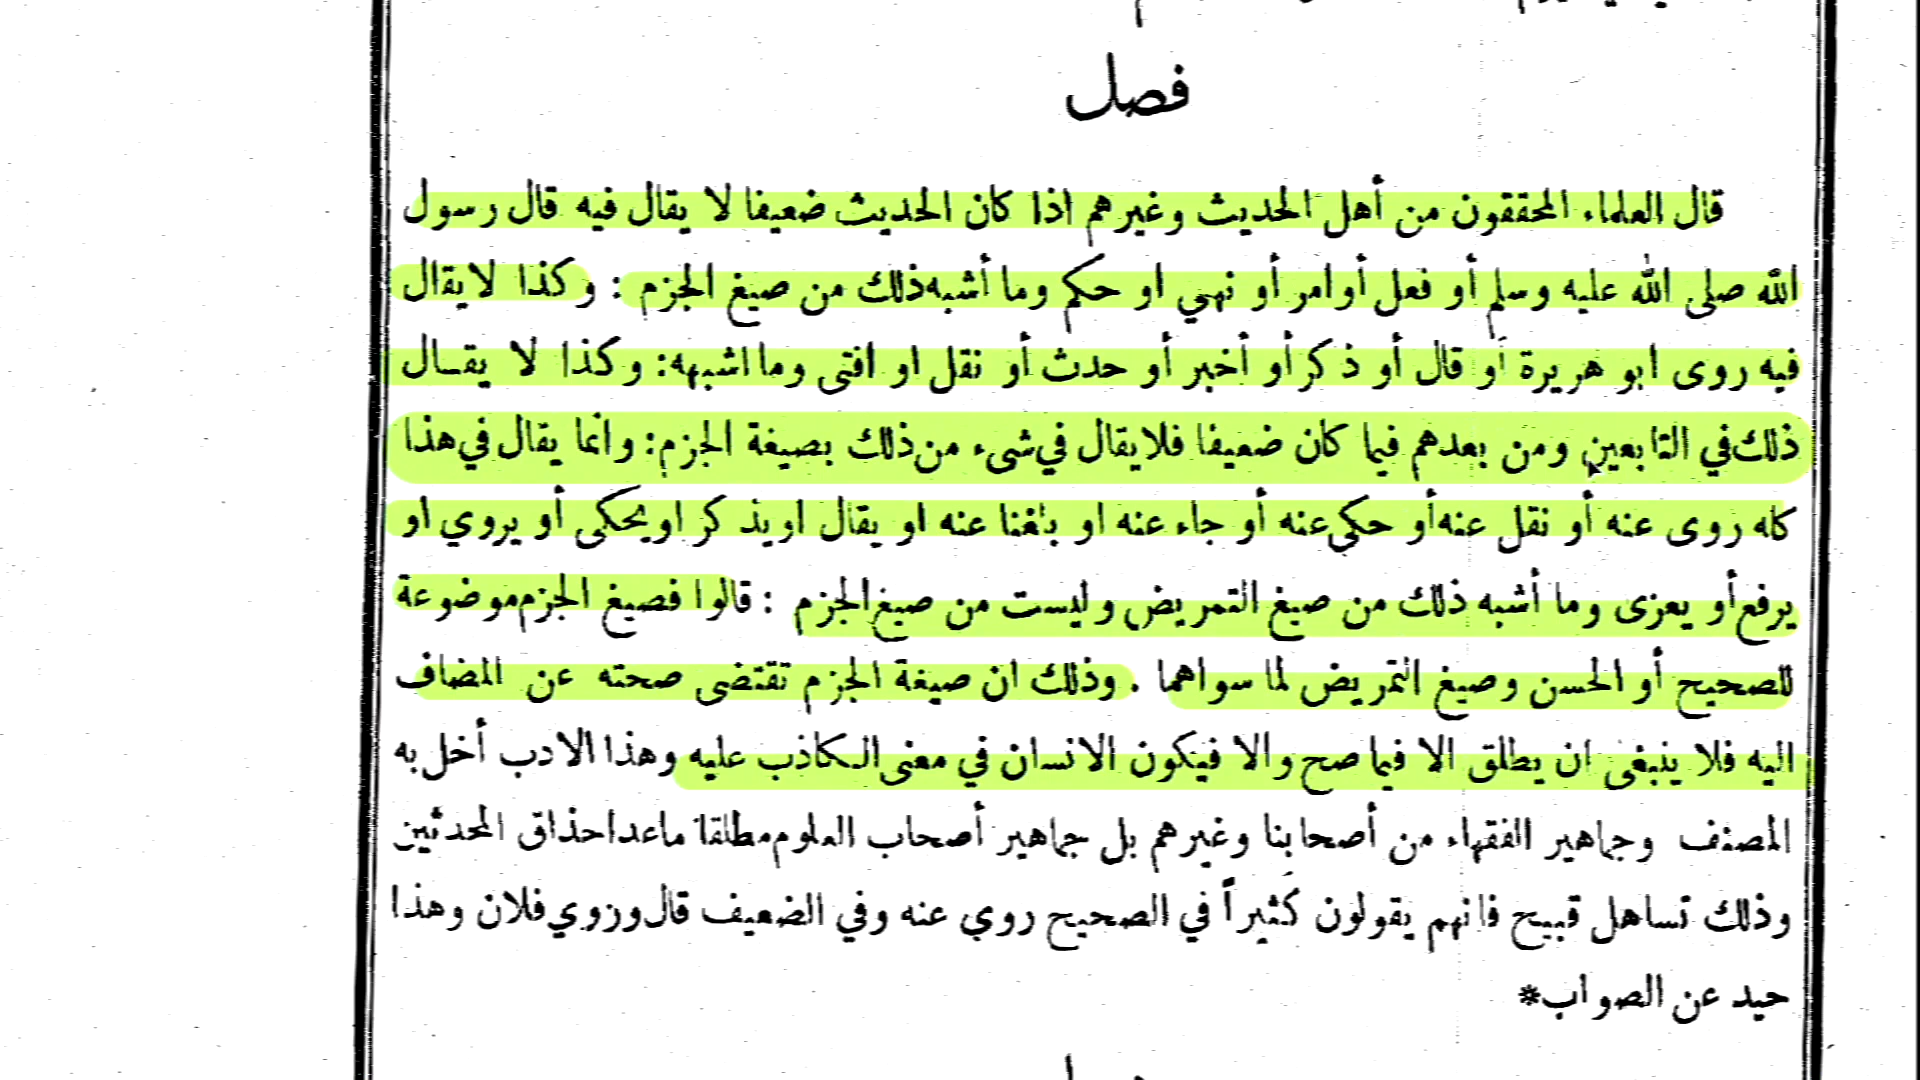 فصل
قال العلماء المحققون من أهل الحديث وغيرهم اذا كان الحديث ضعيفا لا يقال فيه قال رسول
الله صلى الله عليه وسلم أو فعل أو امر أو نهي او حكم وما أشبه ذلك من صيغ الجزم : وكذا لا يقال
فيه روى ابو هريرة أو قال أو ذكر أو أخبر أو حدث أو نقل او افتى وما اشبهه: وكذا لا يقال
ذلك في التابعين ومن بعدهم فيما كان ضعيفا فلا يقال في شىء من ذلك بصيغة الجزم: وانما يقال في هذا
كله روى عنه أو نقل عنه أو حكى عنه أو جاء عنه او بلغنا عنه او يقال او يذكر او يحكى أو يروي او
يرفع أو يعزى وما أشبه ذلك من صيغ التمريض وليست من صيغ الجزم : قالوا فصيغ الجزم موضوعة
للصحيح أو الحسن وصيغ التمريض لما سواهما . وذلك ان صيغة الجزم تقتضى صحته عن المضاف
اليه فلا ينبغى ان يطلق الا فيما صح والا فيكون الانسان في معنى الكاذب عليه وهذا الادب أخل به
المصنف وجماهير الفقهاء من أصحابنا وغيرهم بل جماهير أصحاب العلوم مطلقا ماعدا حذاق المحدثين
وذلك تساهل قبيح فانهم يقولون كثيراً في الصحيح روي عنه وفي الضعيف قال وروي فلان وهذا
حيد عن الصواب*